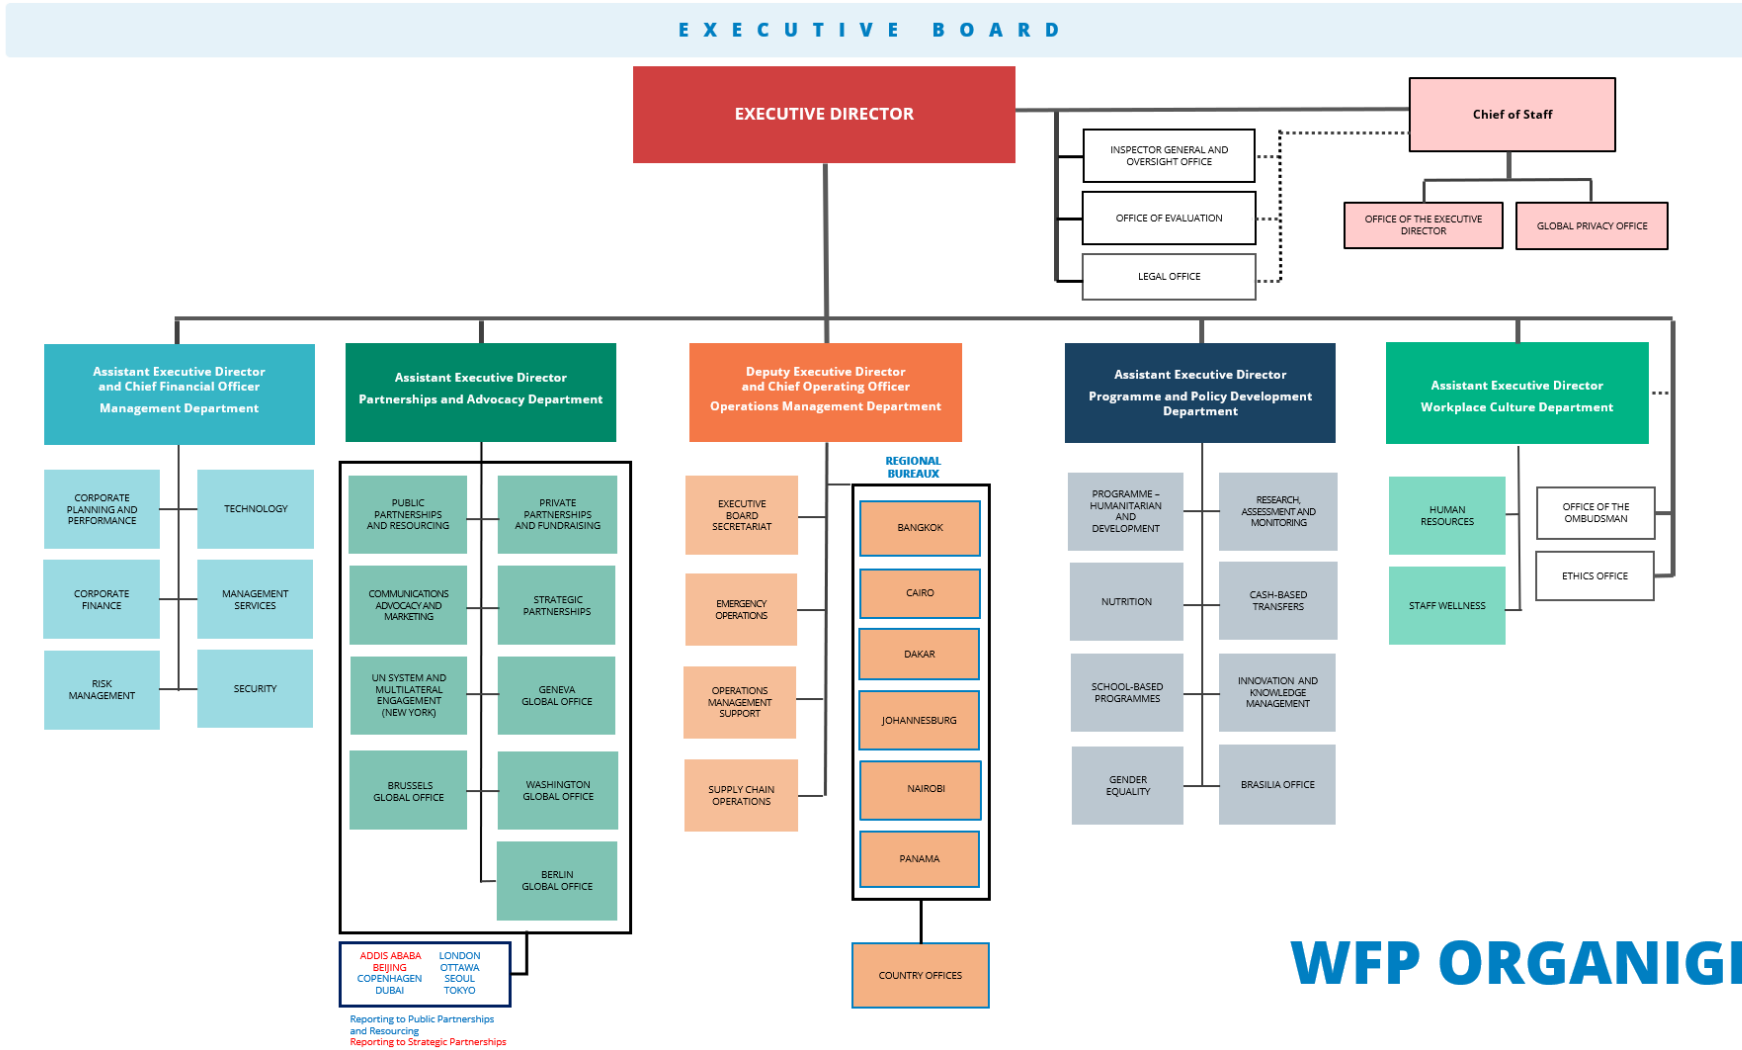 EXECUTIVE BOARD
EXECUTIVE DIRECTOR
Chief of Staff
INSPECTOR GENERAL AND
OVERSIGHT OFFICE
OFFICE OF EVALUATION
LEGAL OFFICE
OFFICE OF THE EXECUTIVE
DIRECTOR
GLOBAL PRIVACY OFFICE
Assistant Executive Director
and Chief Financial Officer
Management Department
CORPORATE
PLANNING AND
PERFORMANCE
TECHNOLOGY
CORPORATE
FINANCE
MANAGEMENT
SERVICES
RISK
MANAGEMENT
SECURITY
Assistant Executive Director
Partnerships and Advocacy Department
PUBLIC
PARTNERSHIPS
AND RESOURCING
PRIVATE
PARTNERSHIPS
AND FUNDRAISING
COMMUNICATIONS
ADVOCACY AND
MARKETING
STRATEGIC
PARTNERSHIPS
UN SYSTEM AND
MULTILATERAL
ENGAGEMENT
(NEW YORK)
GENEVA
GLOBAL OFFICE
BRUSSELS
GLOBAL OFFICE
WASHINGTON
GLOBAL OFFICE
BERLIN
GLOBAL OFFICE
ADDIS ABABA
BEIJING
COPENHAGEN
DUBAI
LONDON
OTTAWA
SEOUL
TOKYO
Reporting to Public Partnerships
and Resourcing
Reporting to Strategic Partnerships
Deputy Executive Director
and Chief Operating Officer
Operations Management Department
EXECUTIVE
BOARD
SECRETARIAT
EMERGENCY
OPERATIONS
OPERATIONS
MANAGEMENT
SUPPORT
SUPPLY CHAIN
OPERATIONS
REGIONAL
BUREAUX
BANGKOK
CAIRO
DAKAR
JOHANNESBURG
NAIROBI
PANAMA
COUNTRY OFFICES
Assistant Executive Director
Programme and Policy Development
Department
PROGRAMME –
HUMANITARIAN
AND
DEVELOPMENT
RESEARCH,
ASSESSMENT AND
MONITORING
NUTRITION
CASH-BASED
TRANSFERS
SCHOOL-BASED
PROGRAMMES
INNOVATION AND
KNOWLEDGE
MANAGEMENT
GENDER
EQUALITY
BRASILIA OFFICE
Assistant Executive Director
Workplace Culture Department
HUMAN
RESOURCES
STAFF WELLNESS
OFFICE OF THE
OMBUDSMAN
ETHICS OFFICE
WFP ORGANIG